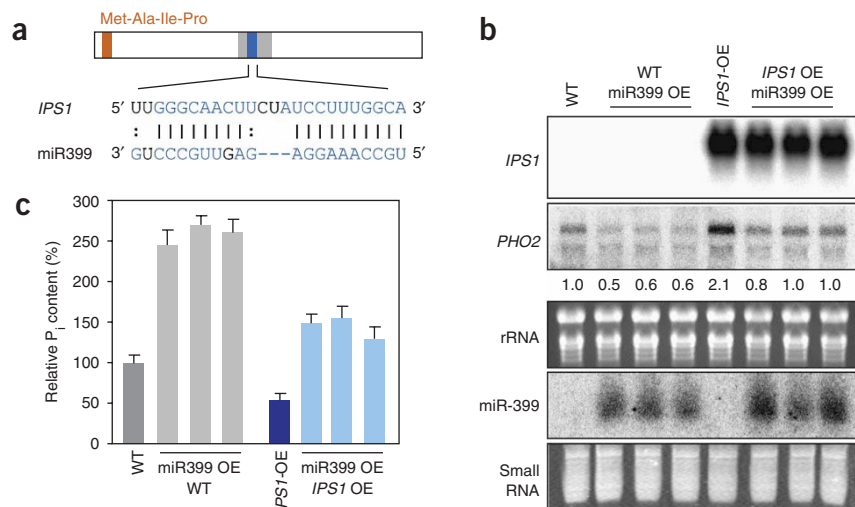 a
Met-Ala-Ile-Pro
IPS1 5′ UUGGGCAACUUCUAUCCUUUGGCA 3′
miR399 3′ GUCCCGUUGAG---AGGAAACCGU 5′
b
WT
WT
miR399 OE
IPS1-OE
IPS1 OE
miR399 OE
IPS1
PHO2
1.0 0.5 0.6 0.6 2.1 0.8 1.0 1.0
rRNA
miR-399
Small
RNA
c
Relative Pi content (%)
300
250
200
150
100
50
0
WT
miR399 OE
WT
PS1-OE
miR399 OE
IPS1 OE